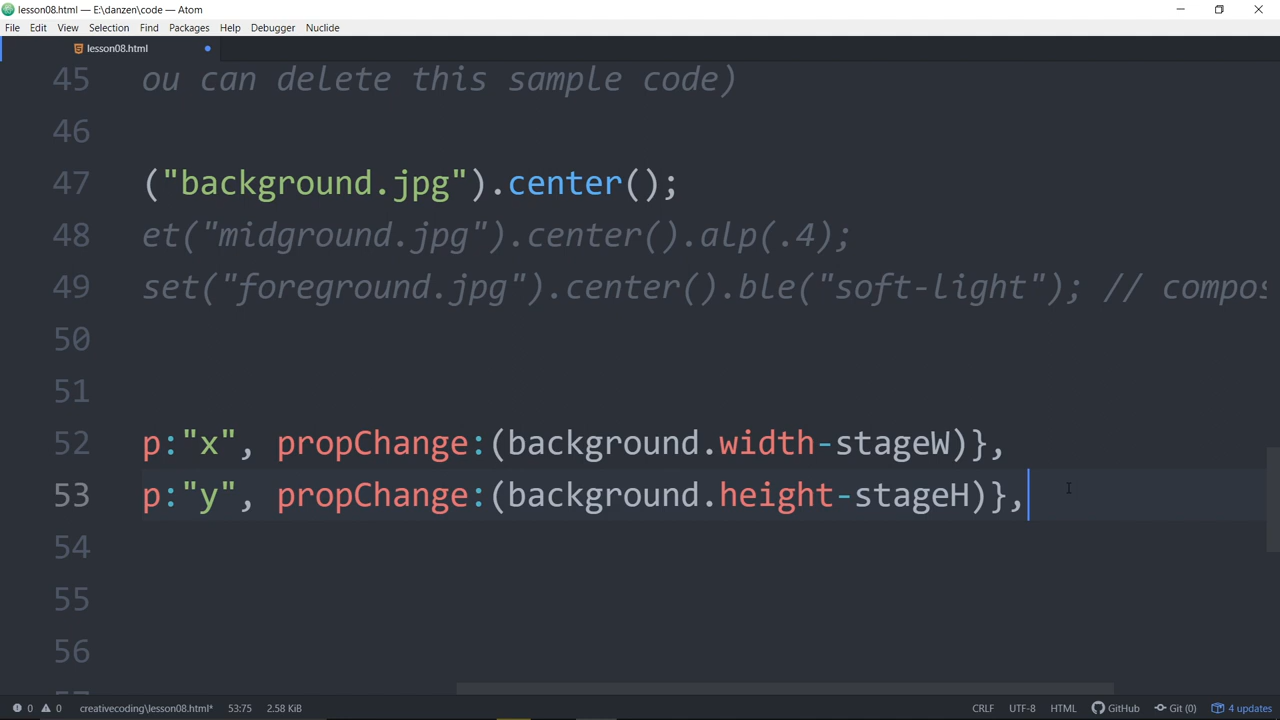 lesson08.html — E:\danzen\code — Atom
File Edit View Selection Find Packages Help Debugger Nuclide
lesson08.html
45 ou can delete this sample code)
46
47 ("background.jpg").center();
48 et("midground.jpg").center().alp(.4);
49 set("foreground.jpg").center().ble("soft-light"); // compos
50
51
52 p:"x", propChange:(background.width-stageW)},
53 p:"y", propChange:(background.height-stageH)},
54
55
56
0 0 creativecoding\lesson08.html* 53:75 2.58 KiB CRLF UTF-8 HTML GitHub Git (0) 4 updates